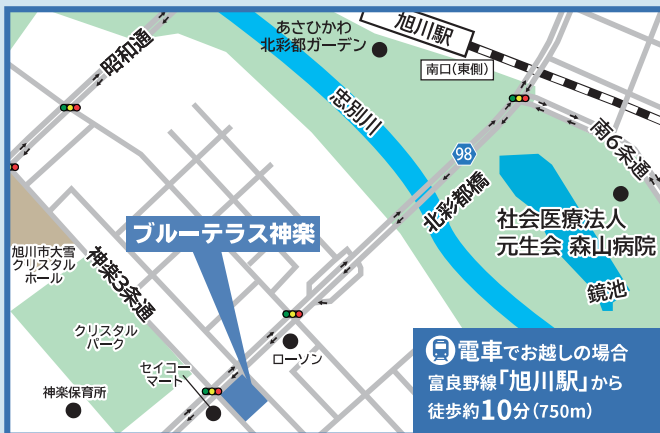 あさひかわ
北彩都ガーデン
旭川駅
南口(東側)
昭和通
忠別川
98
南6条通
北彩都橋
社会医療法人
元生会 森山病院
鏡池
ブルーテラス神楽
旭川市大雪
クリスタル
ホール
神楽3条通
クリスタル
パーク
ローソン
セイコー
マート
神楽保育所
電車でお越しの場合
富良野線「旭川駅」から
徒歩約10分(750m)